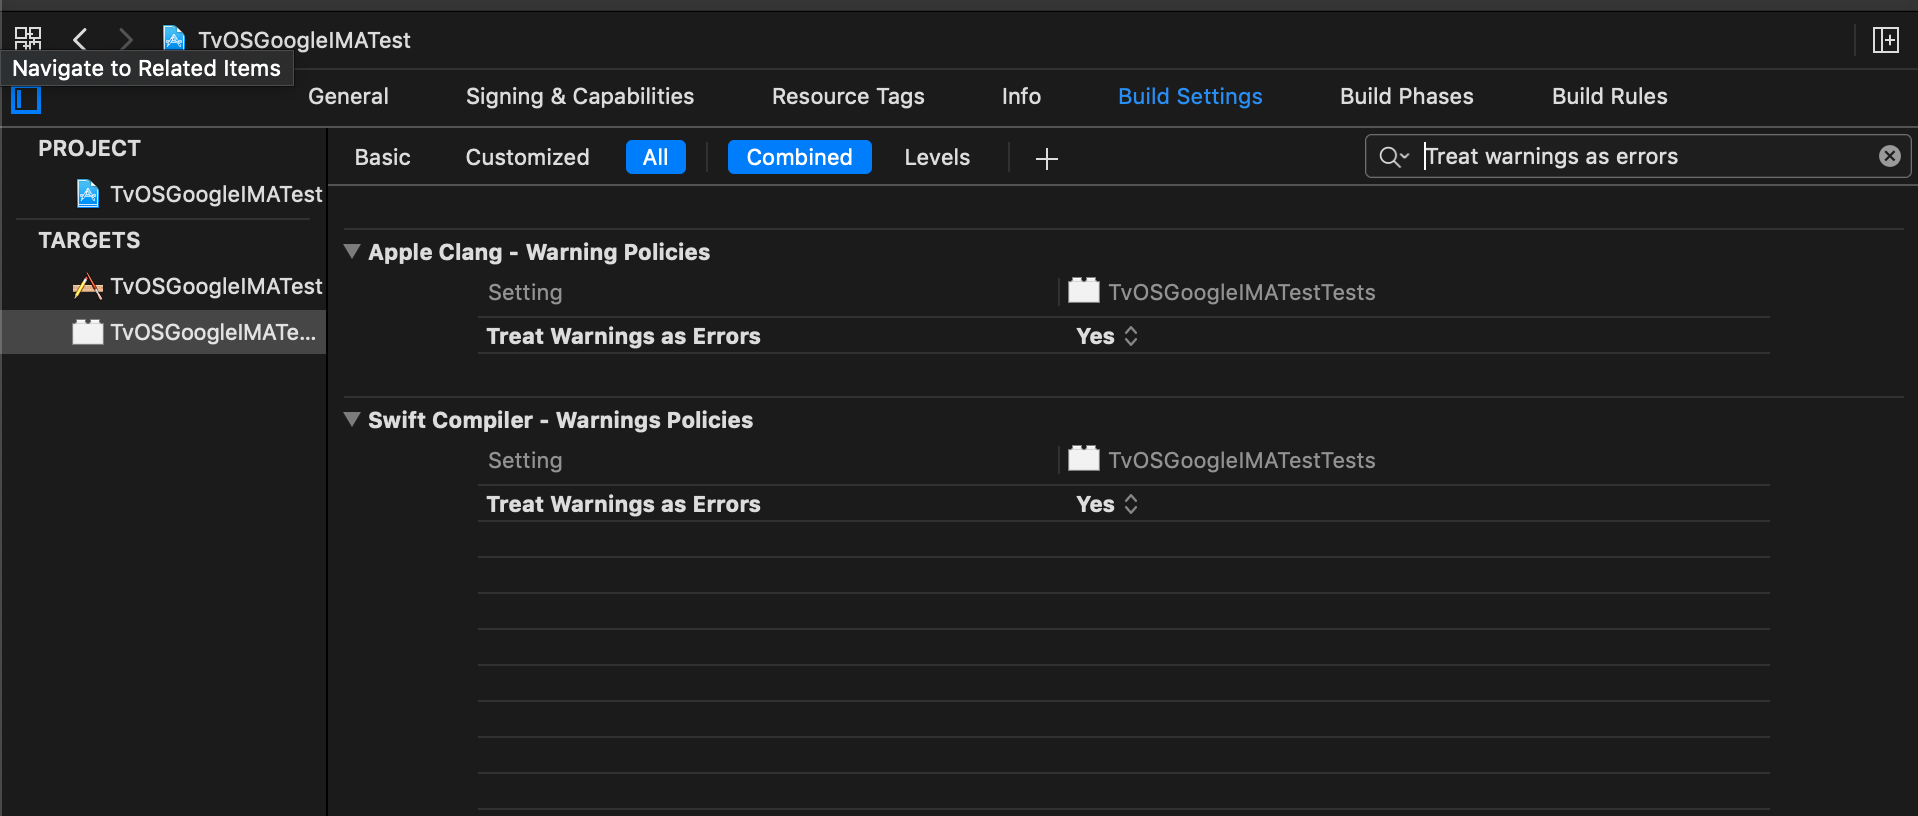 TvOSGoogleIMATest
Navigate to Related Items
General Signing & Capabilities Resource Tags Info Build Settings Build Phases Build Rules
PROJECT
TvOSGoogleIMATest
TARGETS
TvOSGoogleIMATest
TvOSGoogleIMATe...
Basic Customized All Combined Levels Treat warnings as errors
Apple Clang - Warning Policies
Setting TvOSGoogleIMATestTests
Treat Warnings as Errors Yes
Swift Compiler - Warnings Policies
Setting TvOSGoogleIMATestTests
Treat Warnings as Errors Yes